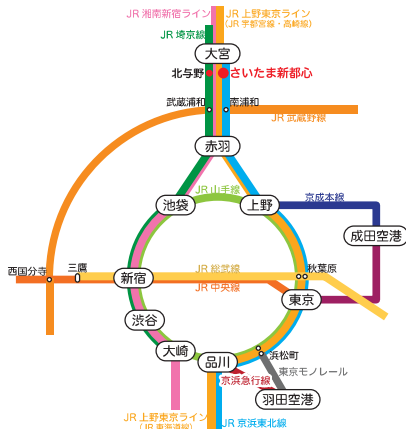 JR 湘南新宿ライン
JR 上野東京ライン
(JR 宇都宮線・高崎線)
JR 埼京線
大宮
北与野
さいたま新都心
武蔵浦和
南浦和
JR 武蔵野線
赤羽
JR 山手線
池袋
上野
京成本線
成田空港
西国分寺
三鷹
新宿
JR 総武線
秋葉原
JR 中央線
東京
渋谷
大崎
品川
浜松町
東京モノレール
京浜急行線
羽田空港
JR 上野東京ライン
(JR 東海道線)
JR 京浜東北線